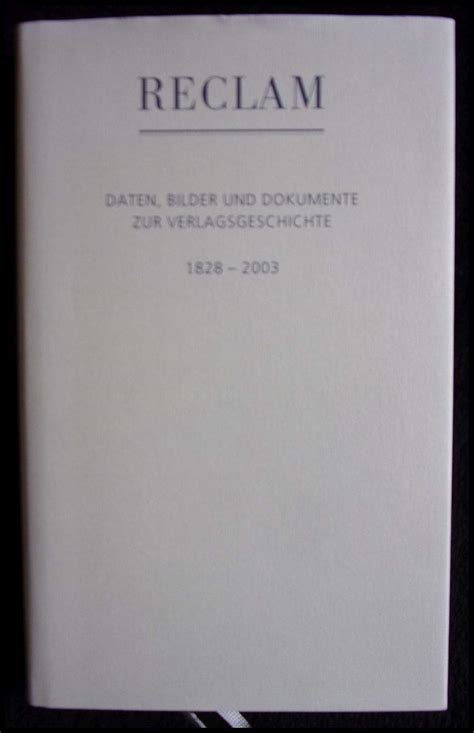 RECLAM
DATEN, BILDER UND DOKUMENTE
ZUR VERLAGSGESCHICHTE
1828 – 2003